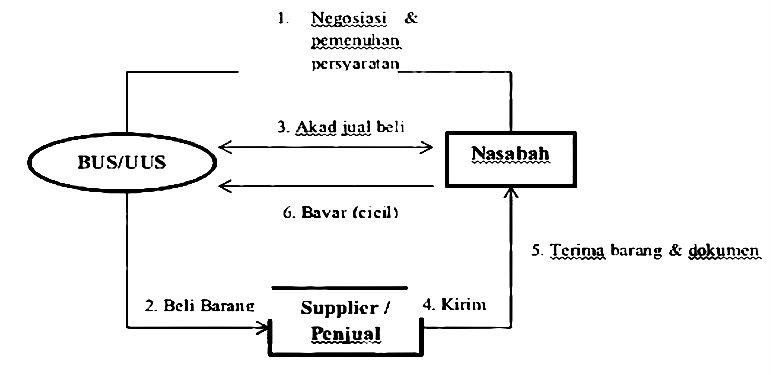 1. Negosiasi &
pemenuhan
persyaratan
3. Akad jual beli
BUS/UUS
Nasabah
6. Bayar (cicil)
5. Terima barang & dokumen
2. Beli Barang
Supplier /
Penjual
4. Kirim